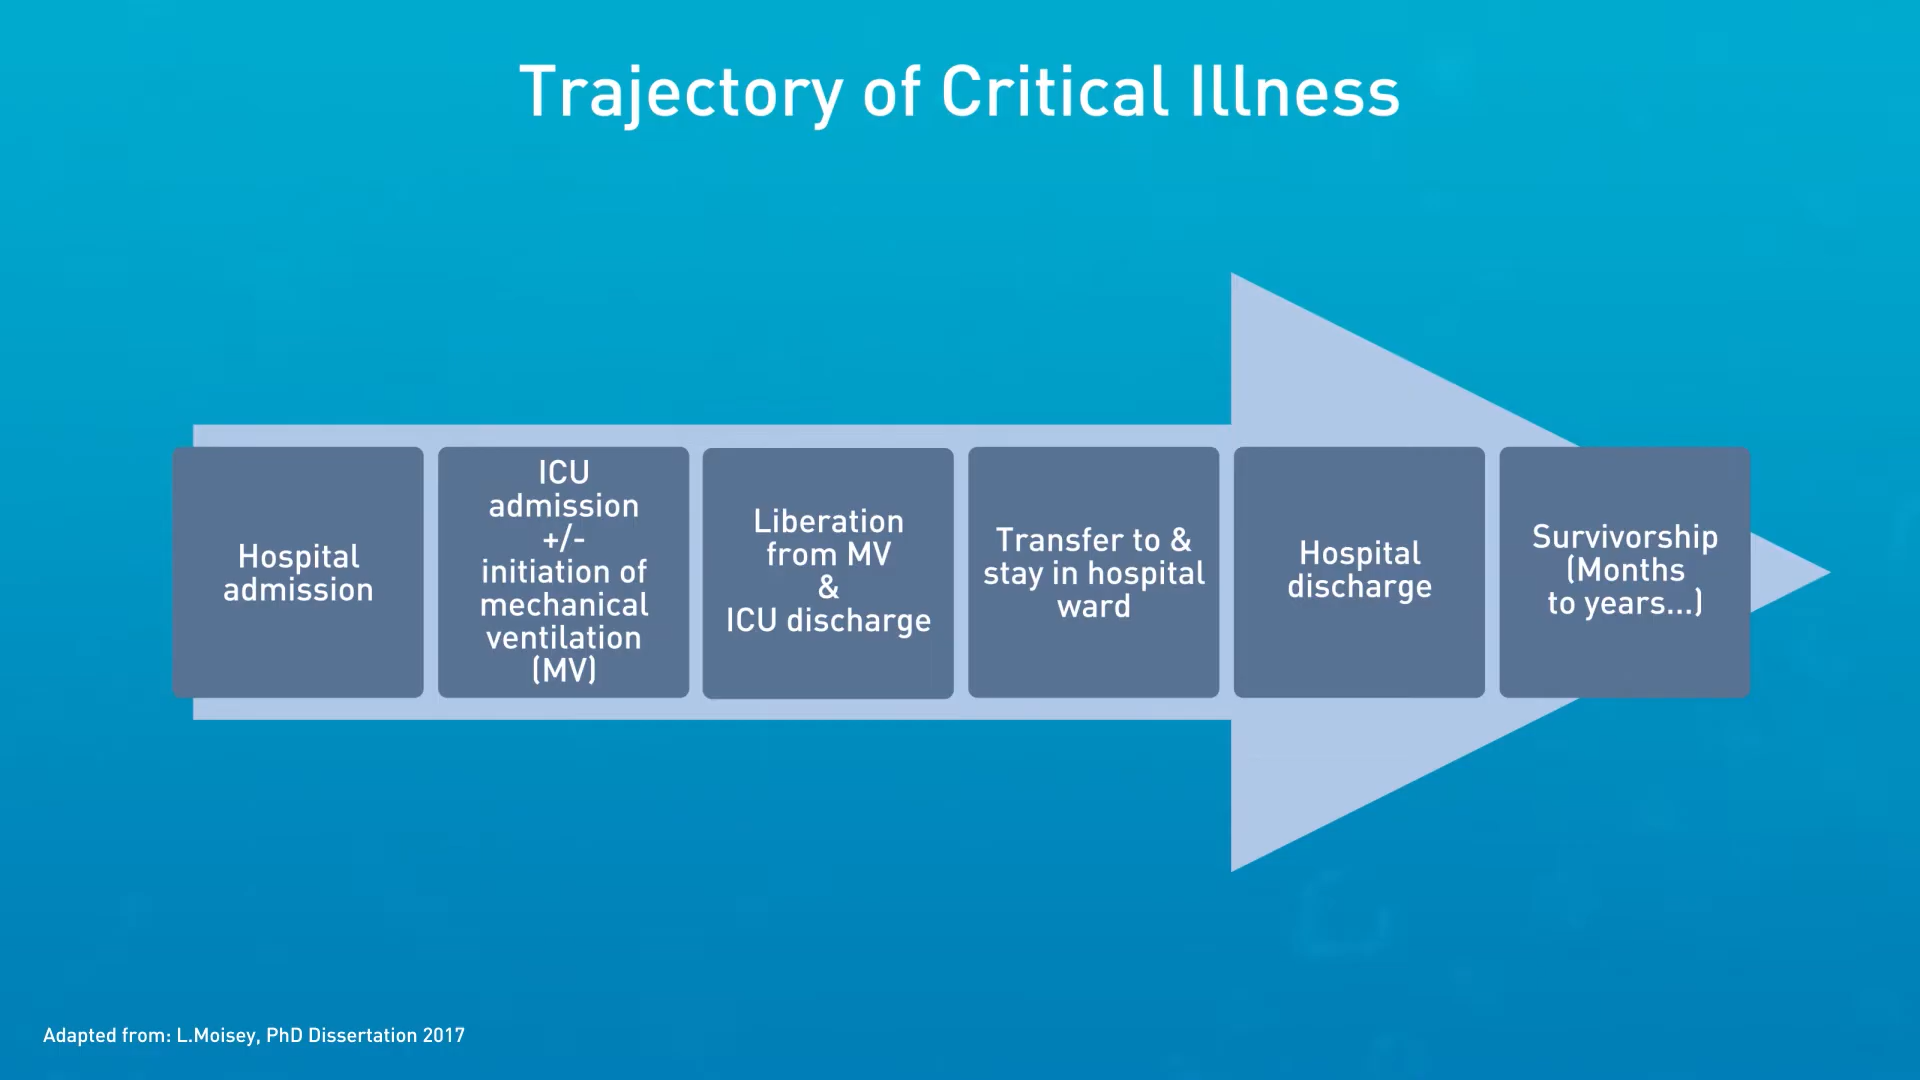 Trajectory of Critical Illness
Hospital
admission
ICU
admission
+/-
initiation of
mechanical
ventilation
(MV)
Liberation
from MV
&
ICU discharge
Transfer to &
stay in hospital
ward
Hospital
discharge
Survivorship
(Months
to years...)
Adapted from: L.Moisey, PhD Dissertation 2017